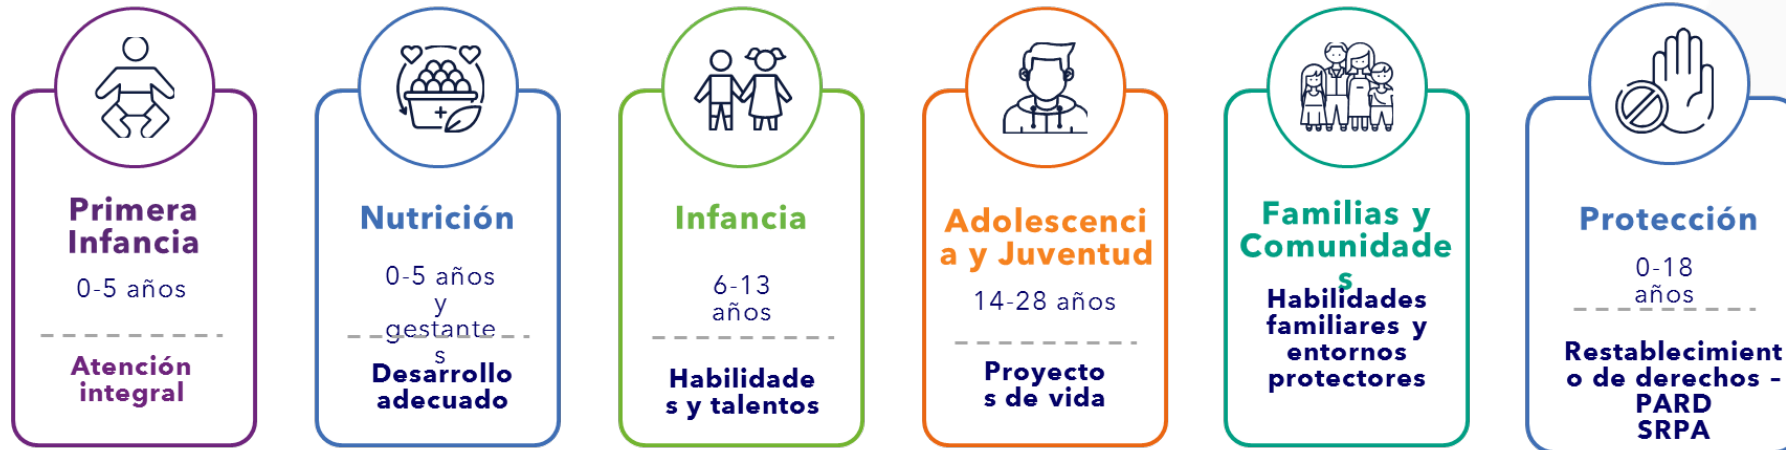 Primera
Infancia
0-5 años
Atención
integral
Nutrición
0-5 años
y
gestante
s
Desarrollo
adecuado
Infancia
6-13
años
Habilidade
s y talentos
Adolescenci
a y Juventud
14-28 años
Proyecto
s de vida
Familias y
Comunidade
s
Habilidades
familiares y
entornos
protectores
Protección
0-18
años
Restablecimient
o de derechos –
PARD
SRPA